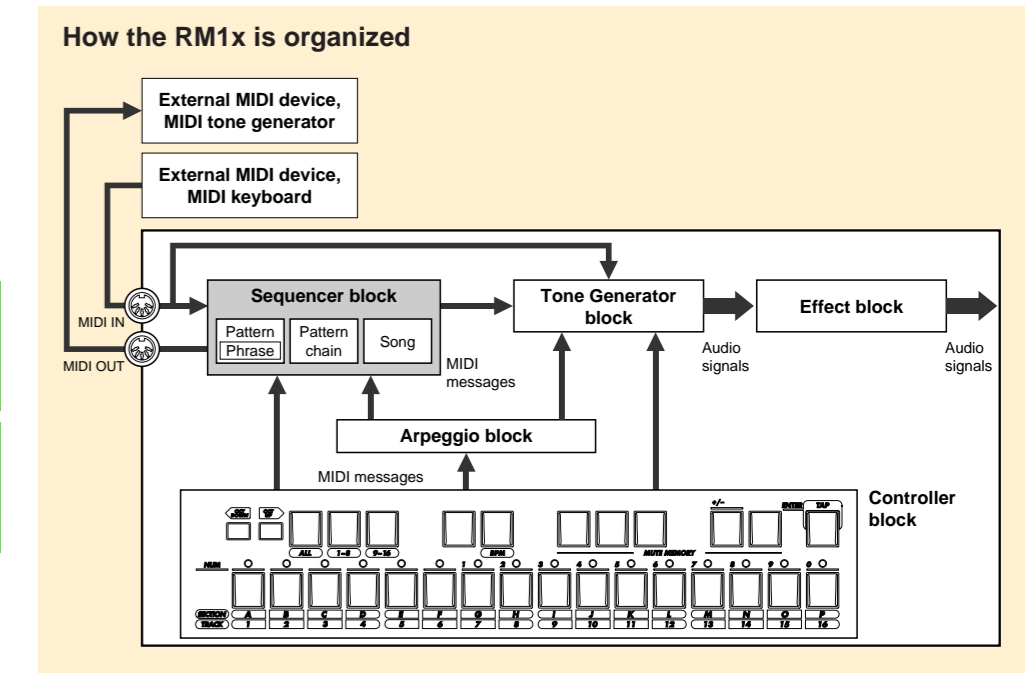 How the RM1x is organized
External MIDI device,
MIDI tone generator
External MIDI device,
MIDI keyboard
MIDI IN
MIDI OUT
Sequencer block
Pattern
Phrase
Pattern
chain
Song
MIDI
messages
Tone Generator
block
Audio
signals
Effect block
Audio
signals
Arpeggio block
MIDI messages
Controller
block
OCT DOWN
OCT UP
ALL
1~8
9~16
BPM
+/–
ENTER
TAP
MUTE MEMORY
NUM 1 2 3 4 5 6 7 8 9 0
SECTION A B C D E F G H I J K L M N O P
TRACK 1 2 3 4 5 6 7 8 9 10 11 12 13 14 15 16